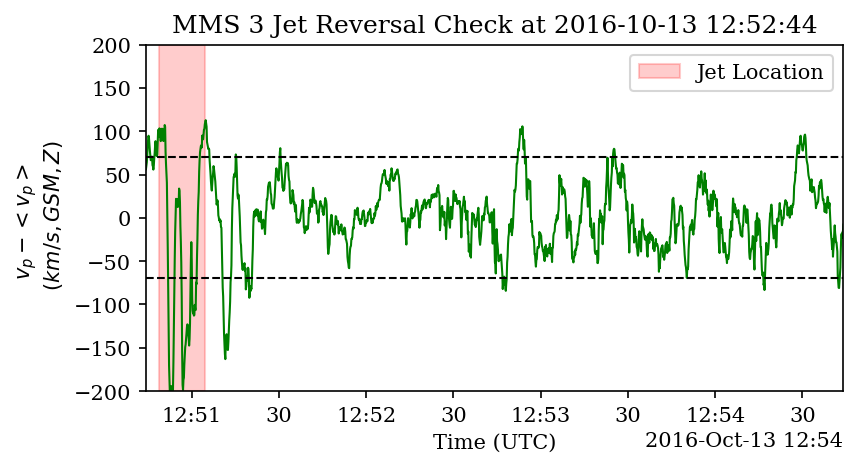 MMS 3 Jet Reversal Check at 2016-10-13 12:52:44
Jet Location
200
150
100
50
0
−50
−100
−150
−200
v_p − <v_p>
(km/s, GSM, Z)
12:51 30 12:52 30 12:53 30 12:54 30
Time (UTC)
2016-Oct-13 12:54